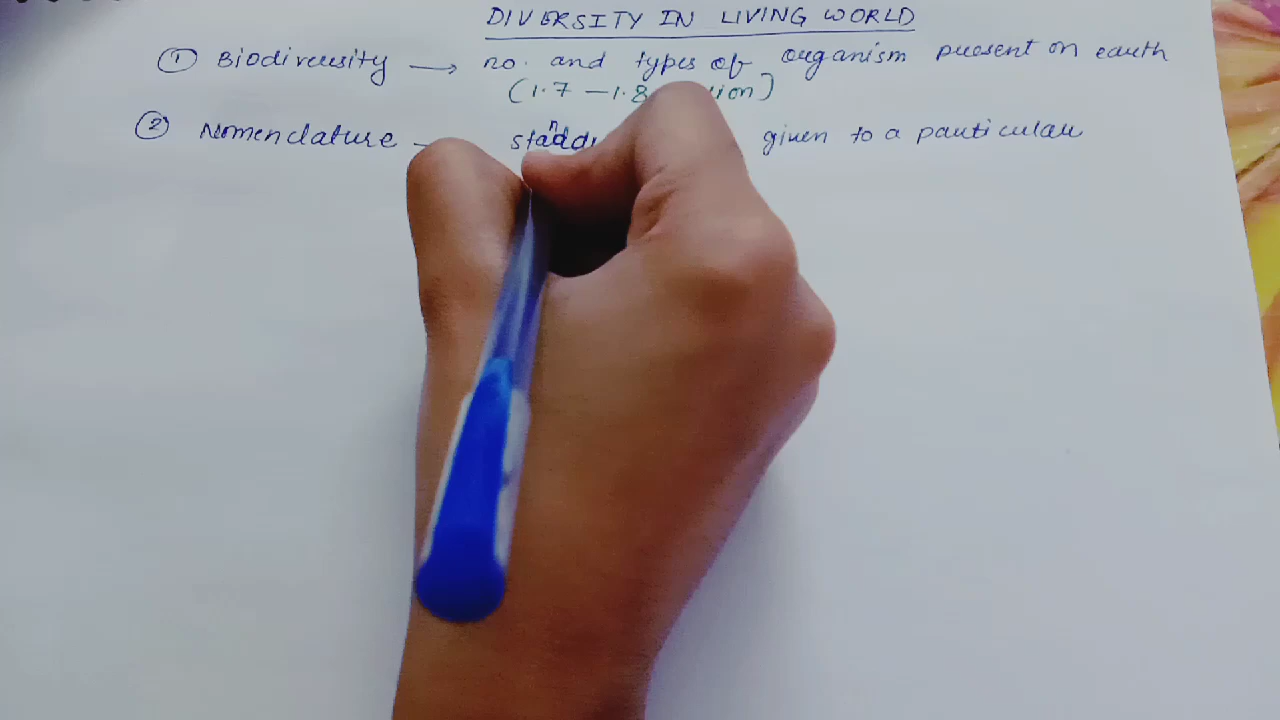 DIVERSITY IN LIVING WORLD
① Biodiversity → no. and types of organism present on earth
(1.7 – 1.8
② Nomenclature given to a particular